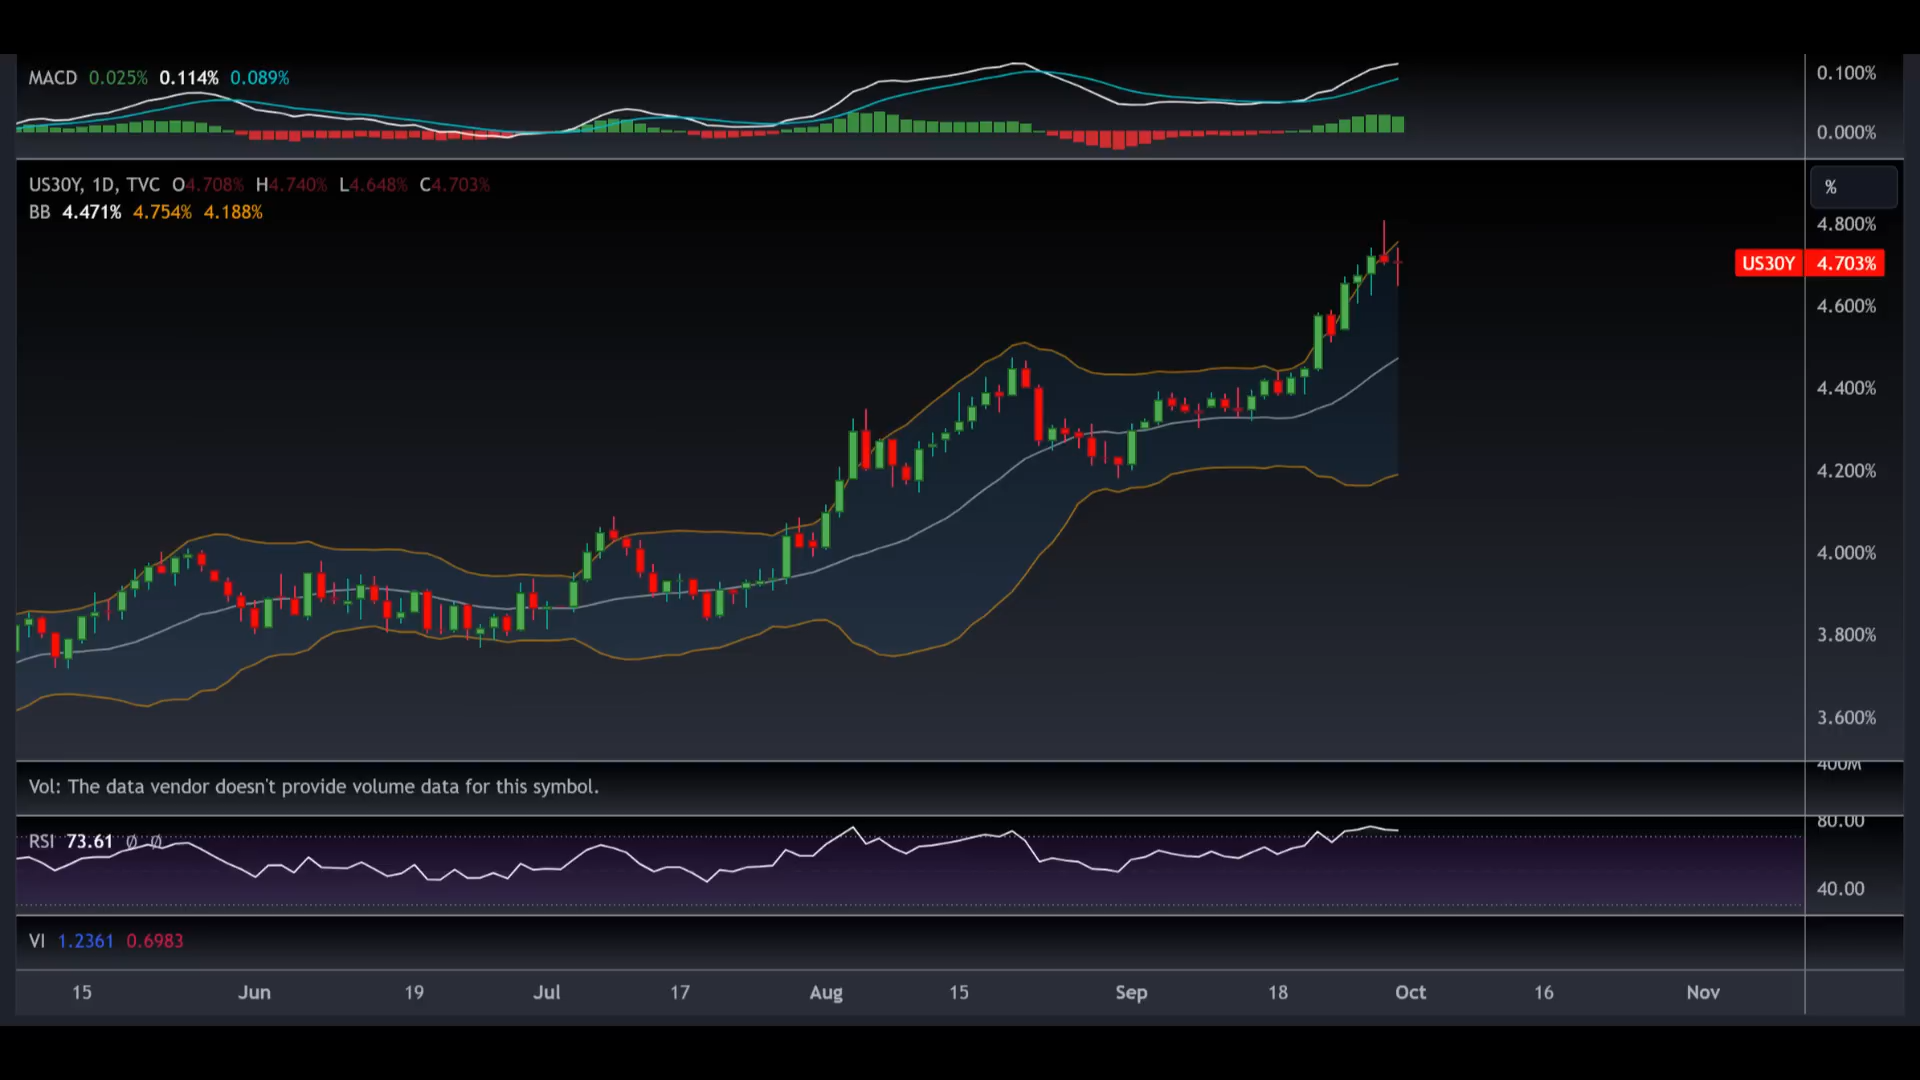 MACD 0.025% 0.114% 0.089%
0.100%
0.000%
US30Y, 1D, TVC O4.708% H4.740% L4.648% C4.703%
%
BB 4.471% 4.754% 4.188%
4.800%
US30Y 4.703%
4.600%
4.400%
4.200%
4.000%
3.800%
3.600%
400M
Vol: The data vendor doesn't provide volume data for this symbol.
80.00
RSI 73.61 Ø Ø
40.00
VI 1.2361 0.6983
15 Jun 19 Jul 17 Aug 15 Sep 18 Oct 16 Nov